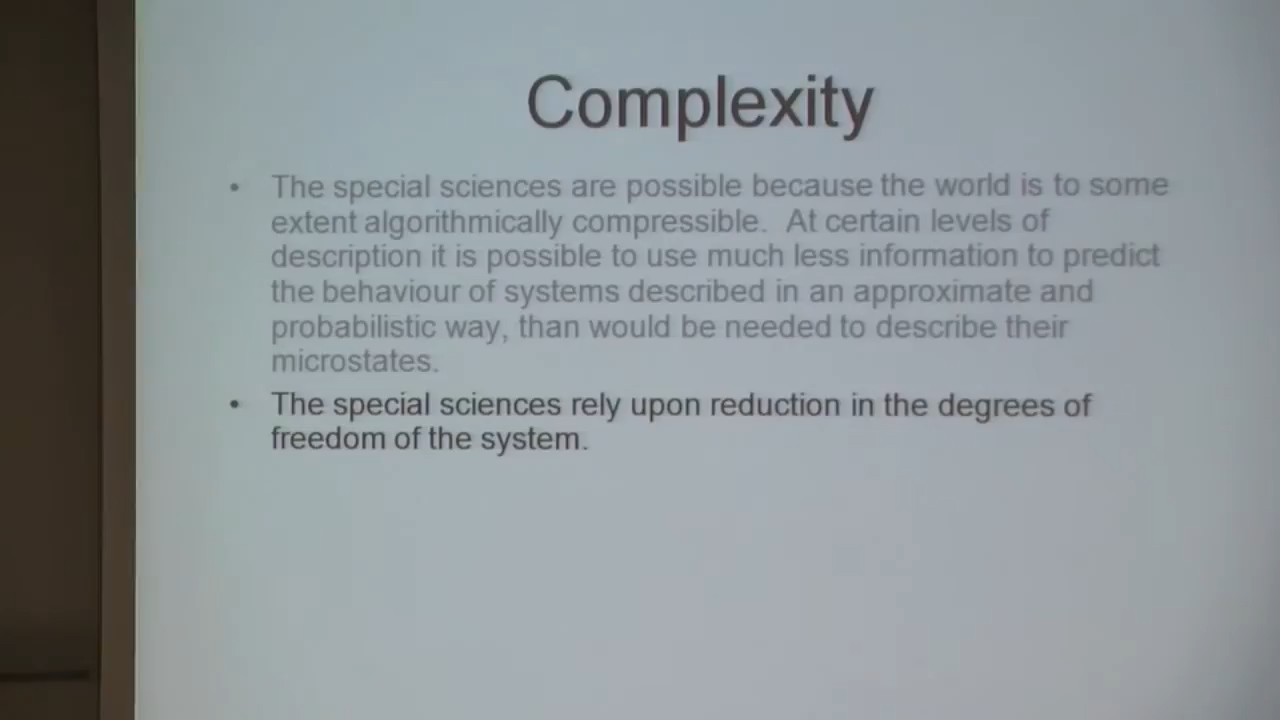 Complexity
• The special sciences are possible because the world is to some
extent algorithmically compressible. At certain levels of
description it is possible to use much less information to predict
the behaviour of systems described in an approximate and
probabilistic way, than would be needed to describe their
microstates.
• The special sciences rely upon reduction in the degrees of
freedom of the system.